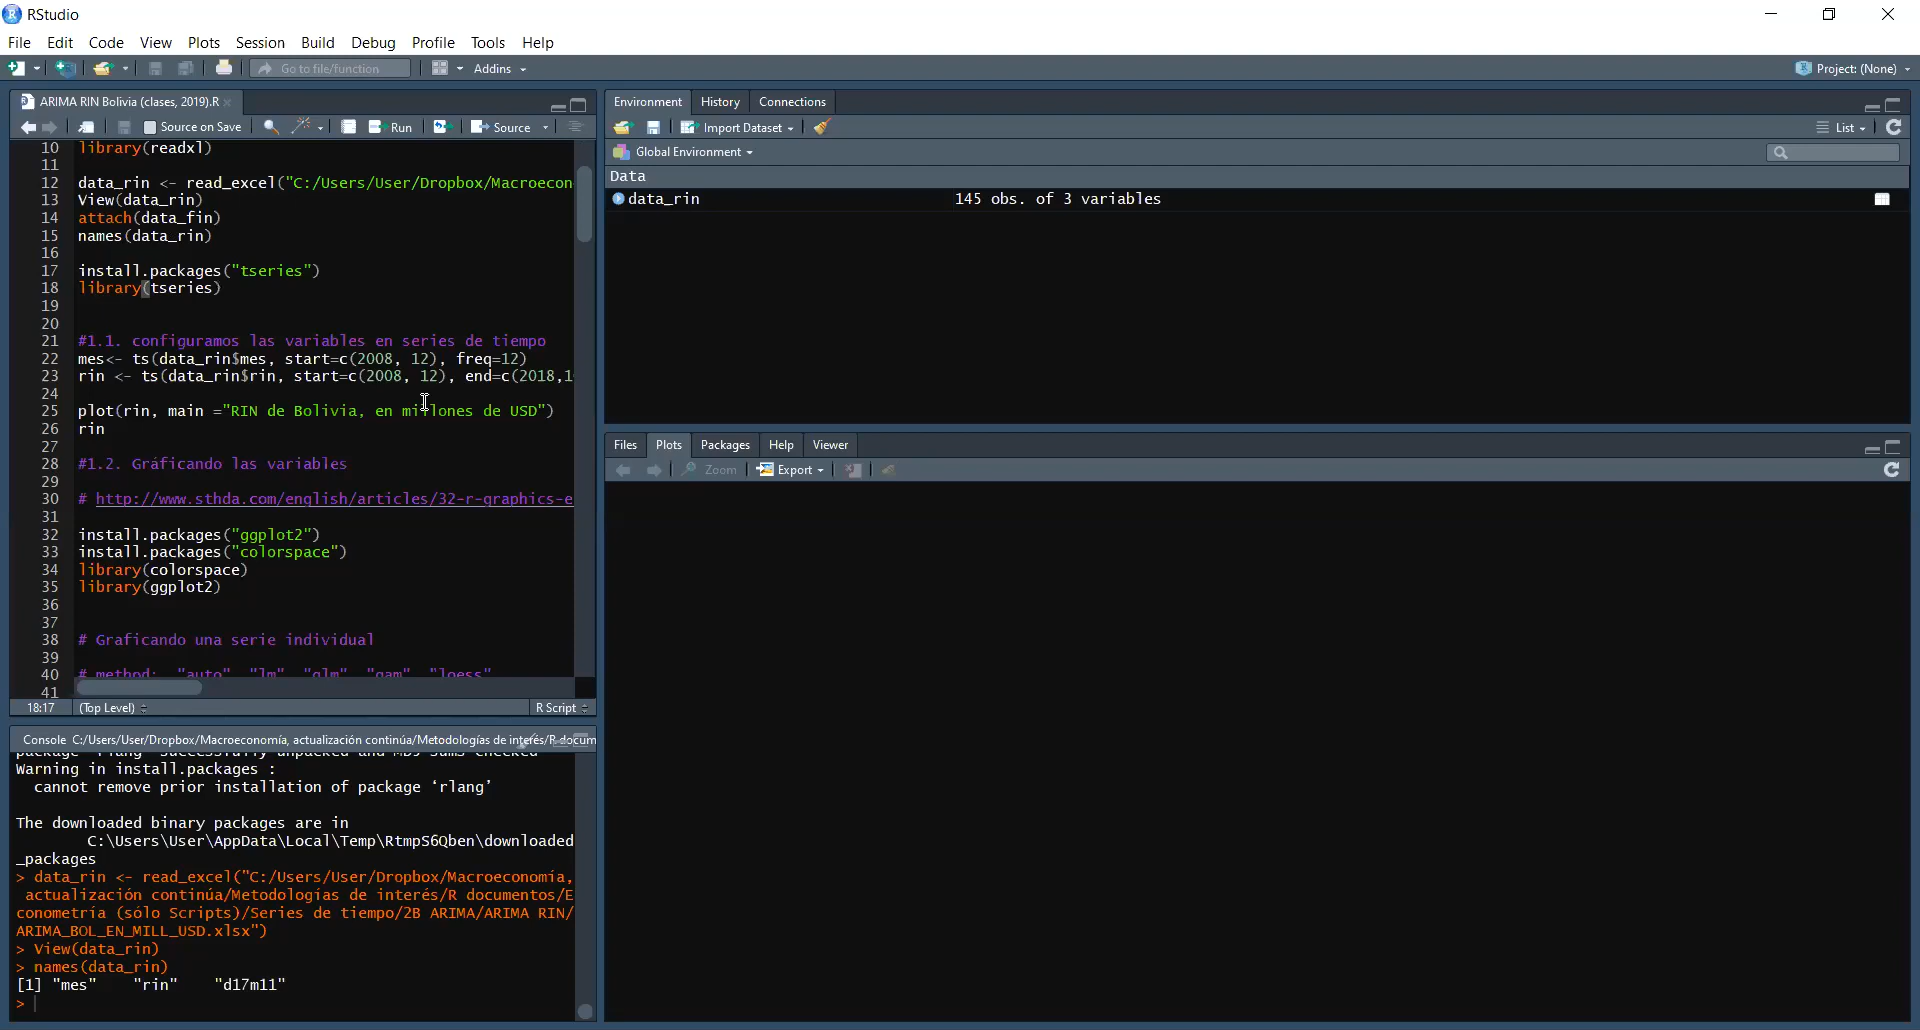 RStudio
File Edit Code View Plots Session Build Debug Profile Tools Help
Go to file/function Addins Project: (None)
ARIMA RIN Bolivia (clases, 2019).R
Source on Save Run Source
10 library(readxl)
11
12 data_rin <- read_excel("C:/Users/User/Dropbox/Macroecon
13 View(data_rin)
14 attach(data_fin)
15 names(data_rin)
16
17 install.packages("tseries")
18 library(tseries)
19
20
21 #1.1. configuramos las variables en series de tiempo
22 mes<- ts(data_rin$mes, start=c(2008, 12), freq=12)
23 rin <- ts(data_rin$rin, start=c(2008, 12), end=c(2018,1
24
25 plot(rin, main ="RIN de Bolivia, en millones de USD")
26 rin
27
28 #1.2. Gráficando las variables
29
30 # http://www.sthda.com/english/articles/32-r-graphics-e
31
32 install.packages("ggplot2")
33 install.packages("colorspace")
34 library(colorspace)
35 library(ggplot2)
36
37
38 # Graficando una serie individual
39
40 # method: "auto" "lm" "glm" "gam" "loess"
41
18:17 (Top Level) R Script
Console C:/Users/User/Dropbox/Macroeconomía, actualización continúa/Metodologías de interés/R docum
package 'rlang' successfully unpacked and MD5 sums checked
Warning in install.packages :
cannot remove prior installation of package ‘rlang’
The downloaded binary packages are in
C:\Users\User\AppData\Local\Temp\RtmpS6Qben\downloaded
_packages
> data_rin <- read_excel("C:/Users/User/Dropbox/Macroeconomía,
actualización continúa/Metodologías de interés/R documentos/E
conometría (sólo Scripts)/Series de tiempo/2B ARIMA/ARIMA RIN/
ARIMA_BOL_EN_MILL_USD.xlsx")
> View(data_rin)
> names(data_rin)
[1] "mes" "rin" "d17m11"
>
Environment History Connections
Import Dataset List
Global Environment
Data
data_rin 145 obs. of 3 variables
Files Plots Packages Help Viewer
Zoom Export